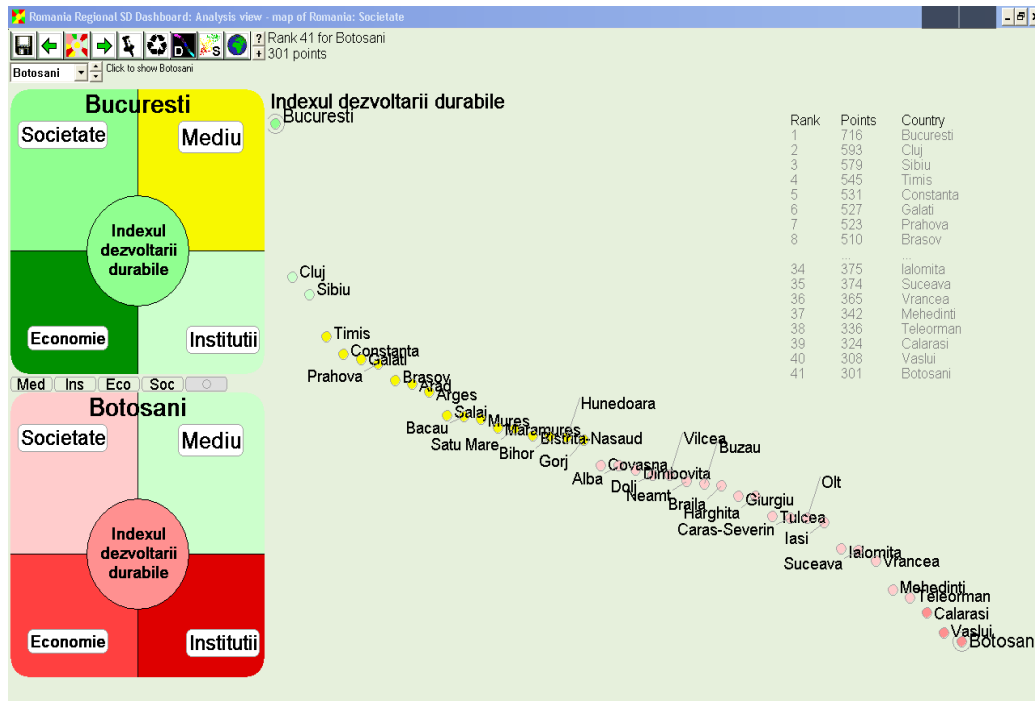 Romania Regional SD Dashboard: Analysis view - map of Romania: Societate
D
S
?
+
Rank 41 for Botosani
301 points
Botosani
Click to show Botosani
Bucuresti
Societate
Mediu
Indexul
dezvoltarii
durabile
Economie
Institutii
Med Ins Eco Soc O
Botosani
Societate
Mediu
Indexul
dezvoltarii
durabile
Economie
Institutii
Indexul dezvoltarii durabile
Bucuresti
Cluj
Sibiu
Timis
Constanta
Galati
Prahova
Brasov
Arad
Arges
Salaj
Bacau
Mures
Satu Mare
Maramures
Bihor
Bistrita-Nasaud
Hunedoara
Gorj
Alba
Covasna
Dolj
Dimbovita
Vilcea
Neamt
Buzau
Braila
Harghita
Giurgiu
Caras-Severin
Tulcea
Olt
Iasi
Suceava
Ialomita
Vrancea
Mehedinti
Teleorman
Calarasi
Vaslui
Botosani
Rank Points Country
1 716 Bucuresti
2 593 Cluj
3 579 Sibiu
4 545 Timis
5 531 Constanta
6 527 Galati
7 523 Prahova
8 510 Brasov
... ...
34 375 Ialomita
35 374 Suceava
36 365 Vrancea
37 342 Mehedinti
38 336 Teleorman
39 324 Calarasi
40 308 Vaslui
41 301 Botosani